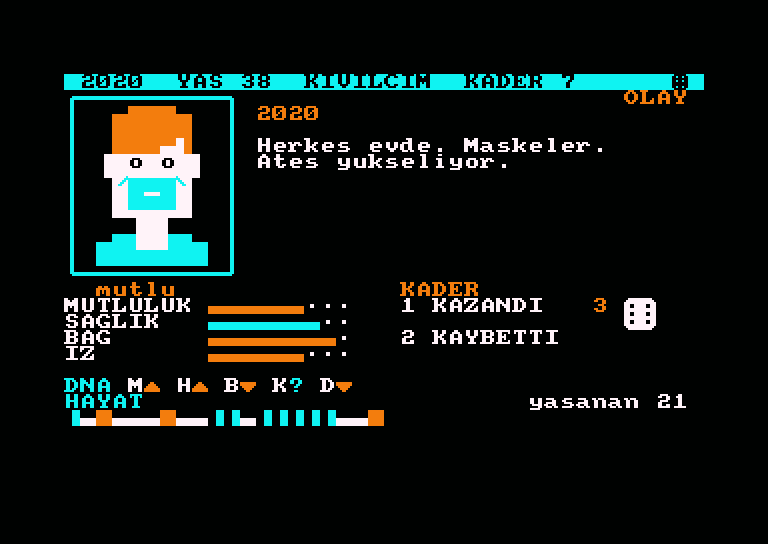 2020 YAS 38 KIVILCIM KADER 7
OLAY
2020
Herkes evde. Maskeler.
Ates yukseliyor.
mutlu
MUTLULUK
SAGLIK
BAG
IZ
KADER
1 KAZANDI 3
2 KAYBETTI
DNA M H B K? D
HAYAT
yasanan 21